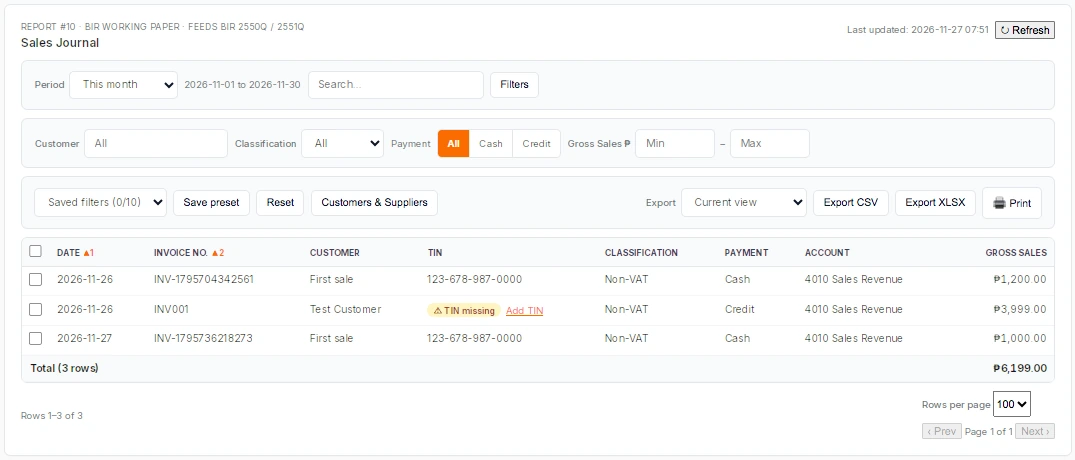 REPORT #10 · BIR WORKING PAPER · FEEDS BIR 2550Q / 2551Q
Sales Journal
Last updated: 2026-11-27 07:51 ↻ Refresh
Period This month 2026-11-01 to 2026-11-30 Search... Filters
Customer All Classification All Payment All Cash Credit Gross Sales ₱ Min – Max
Saved filters (0/10) Save preset Reset Customers & Suppliers Export Current view Export CSV Export XLSX Print
DATE ▲1 INVOICE NO. ▲2 CUSTOMER TIN CLASSIFICATION PAYMENT ACCOUNT GROSS SALES
2026-11-26 INV-1795704342561 First sale 123-678-987-0000 Non-VAT Cash 4010 Sales Revenue ₱1,200.00
2026-11-26 INV001 Test Customer ⚠ TIN missing Add TIN Non-VAT Credit 4010 Sales Revenue ₱3,999.00
2026-11-27 INV-1795736218273 First sale 123-678-987-0000 Non-VAT Cash 4010 Sales Revenue ₱1,000.00
Total (3 rows) ₱6,199.00
Rows 1–3 of 3
Rows per page 100
‹ Prev Page 1 of 1 Next ›